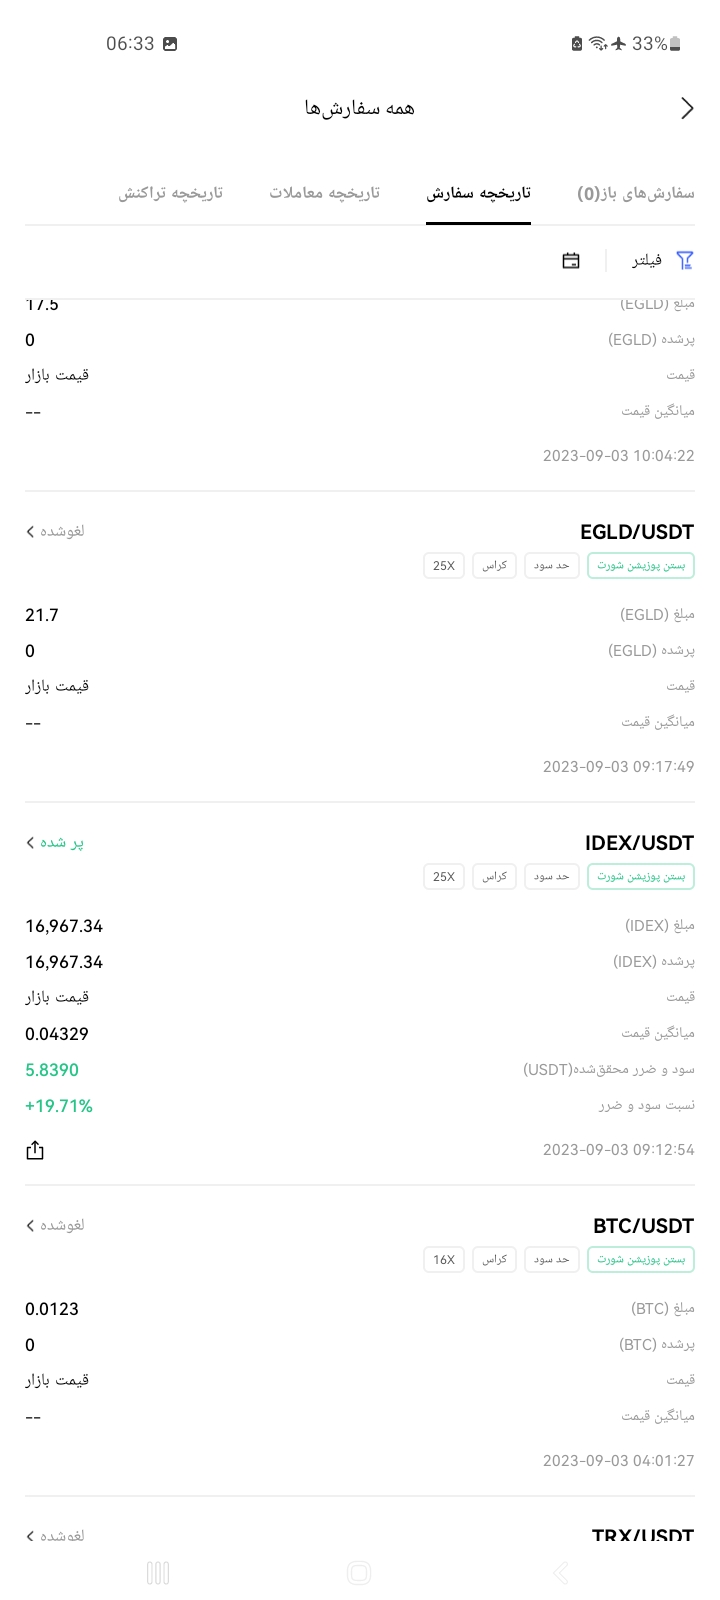 06:33
33%
همه سفارش‌ها
سفارش‌های باز(0) تاریخچه سفارش تاریخچه معاملات تاریخچه تراکنش
فیلتر
مبلغ (EGLD) 17.5
پرشده (EGLD) 0
قیمت قیمت بازار
میانگین قیمت --
2023-09-03 10:04:22
EGLD/USDT لغوشده
بستن پوزیشن شورت حد سود کراس 25X
مبلغ (EGLD) 21.7
پرشده (EGLD) 0
قیمت قیمت بازار
میانگین قیمت --
2023-09-03 09:17:49
IDEX/USDT پر شده
بستن پوزیشن شورت حد سود کراس 25X
مبلغ (IDEX) 16,967.34
پرشده (IDEX) 16,967.34
قیمت قیمت بازار
میانگین قیمت 0.04329
سود و ضرر محقق‌شده(USDT) 5.8390
نسبت سود و ضرر +19.71%
2023-09-03 09:12:54
BTC/USDT لغوشده
بستن پوزیشن شورت حد سود کراس 16X
مبلغ (BTC) 0.0123
پرشده (BTC) 0
قیمت قیمت بازار
میانگین قیمت --
2023-09-03 04:01:27
TRX/USDT لغوشده